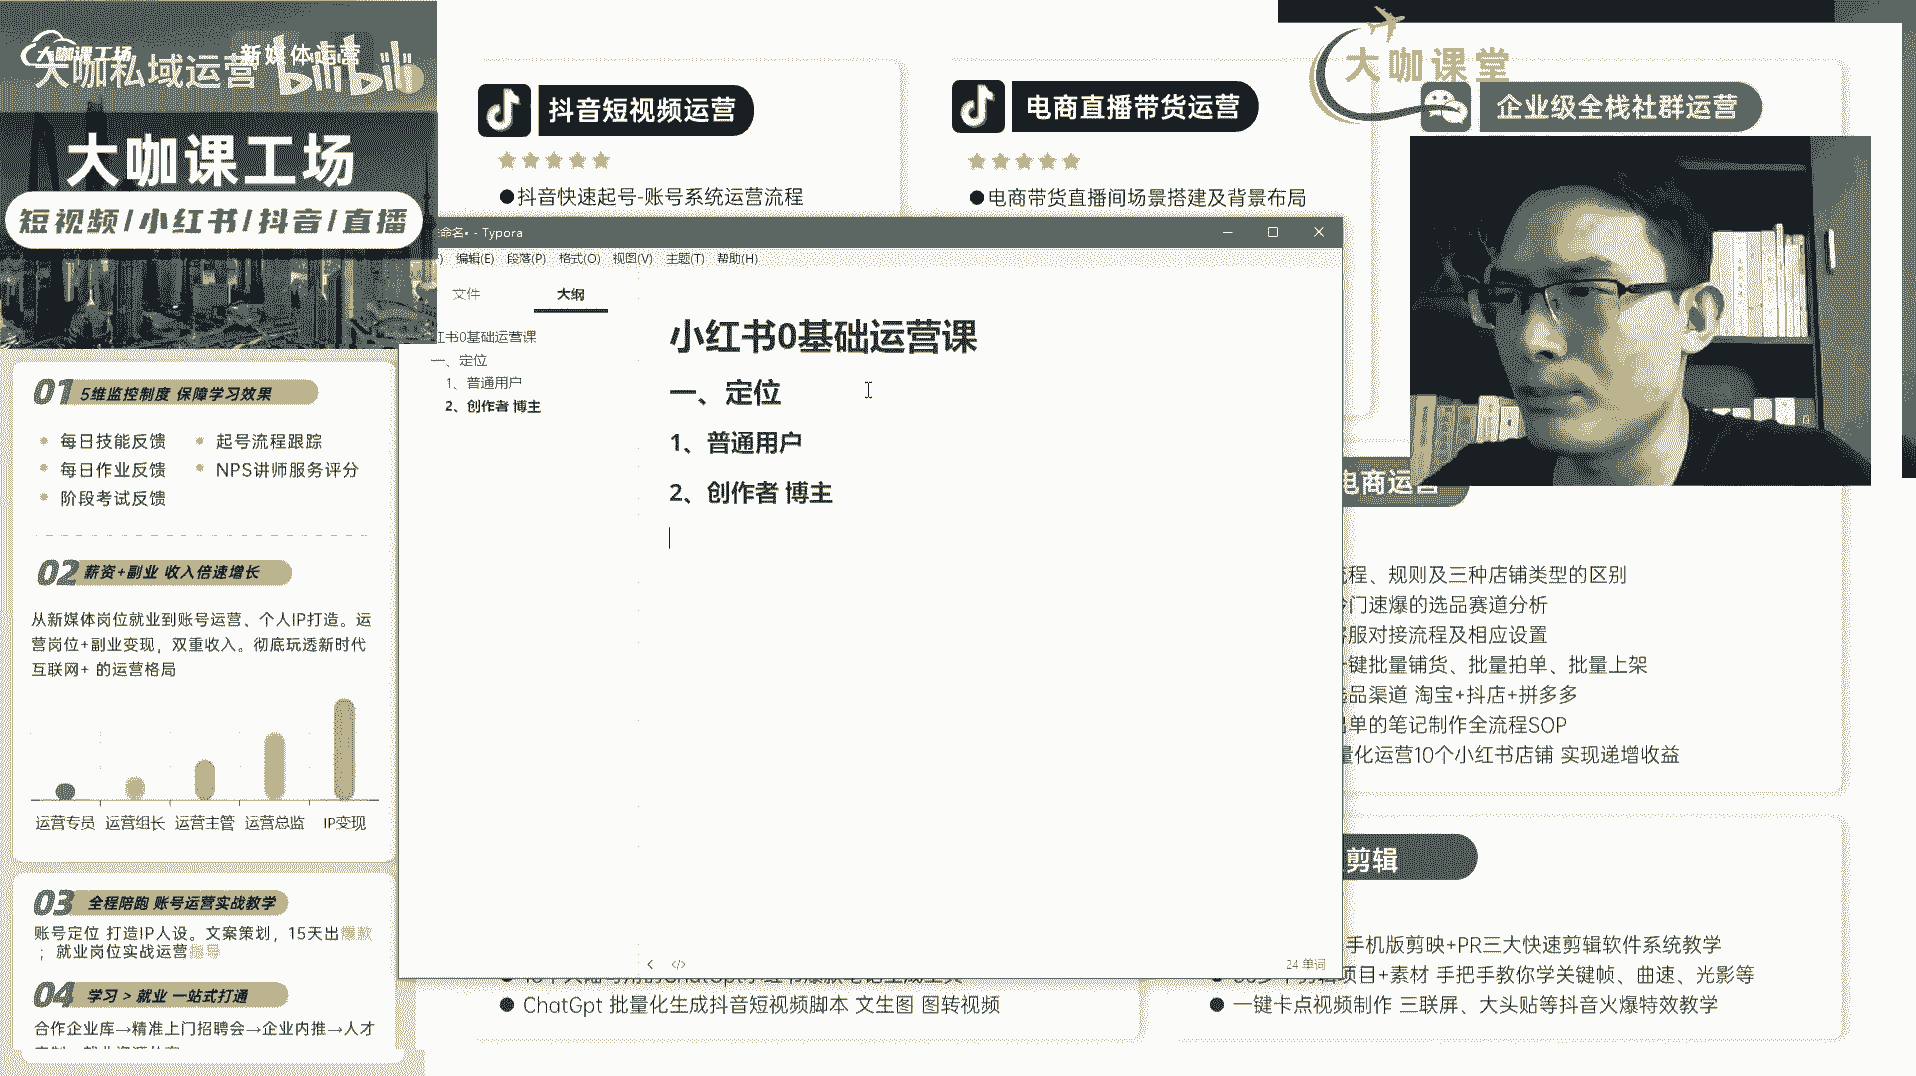 大咖课工场
新媒体运营
大咖私域运营 bilibili
大咖课工场
短视频/小红书/抖音/直播
01 5维监控制度 保障学习效果
每日技能反馈
起号流程跟踪
每日作业反馈
NPS讲师服务评分
阶段考试反馈
02 薪资+副业 收入倍速增长
从新媒体岗位就业到账号运营、个人IP打造。运
营岗位+副业变现，双重收入。彻底玩透新时代
互联网+ 的运营格局
运营专员 运营组长 运营主管 运营总监 IP变现
03 全程陪跑 账号运营实战教学
账号定位 打造IP人设。文案策划，15天出爆款
；就业岗位实战运营指导
04 学习 > 就业 一站式打通
合作企业库→精准上门招聘会→企业内推→人才
抖音短视频运营
●抖音快速起号-账号系统运营流程
电商直播带货运营
●电商带货直播间场景搭建及背景布局
大咖课堂
企业级全栈社群运营
命名• - Typora
编辑(E) 段落(P) 格式(O) 视图(V) 主题(T) 帮助(H)
文件
大纲
红书0基础运营课
一、定位
1、普通用户
2、创作者 博主
小红书0基础运营课
一、定位
1、普通用户
2、创作者 博主
24 单词
电商运营
流程、规则及三种店铺类型的区别
门速爆的选品赛道分析
客服对接流程及相应设置
键批量铺货、批量拍单、批量上架
选品渠道 淘宝+抖店+拼多多
出单的笔记制作全流程SOP
量化运营10个小红书店铺 实现递增收益
● ChatGpt 批量化生成抖音短视频脚本 文生图 图转视频
剪辑
手机版剪映+PR三大快速剪辑软件系统教学
项目+素材 手把手教你学关键帧、曲速、光影等
● 一键卡点视频制作 三联屏、大头贴等抖音火爆特效教学